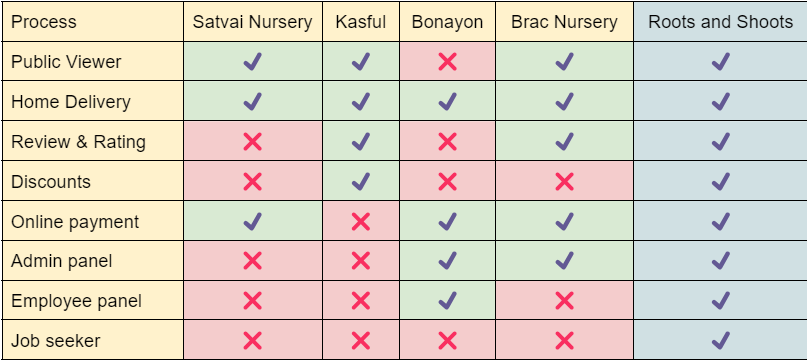 Process Satvai Nursery Kasful Bonayon Brac Nursery Roots and Shoots
Public Viewer
Home Delivery
Review & Rating
Discounts
Online payment
Admin panel
Employee panel
Job seeker